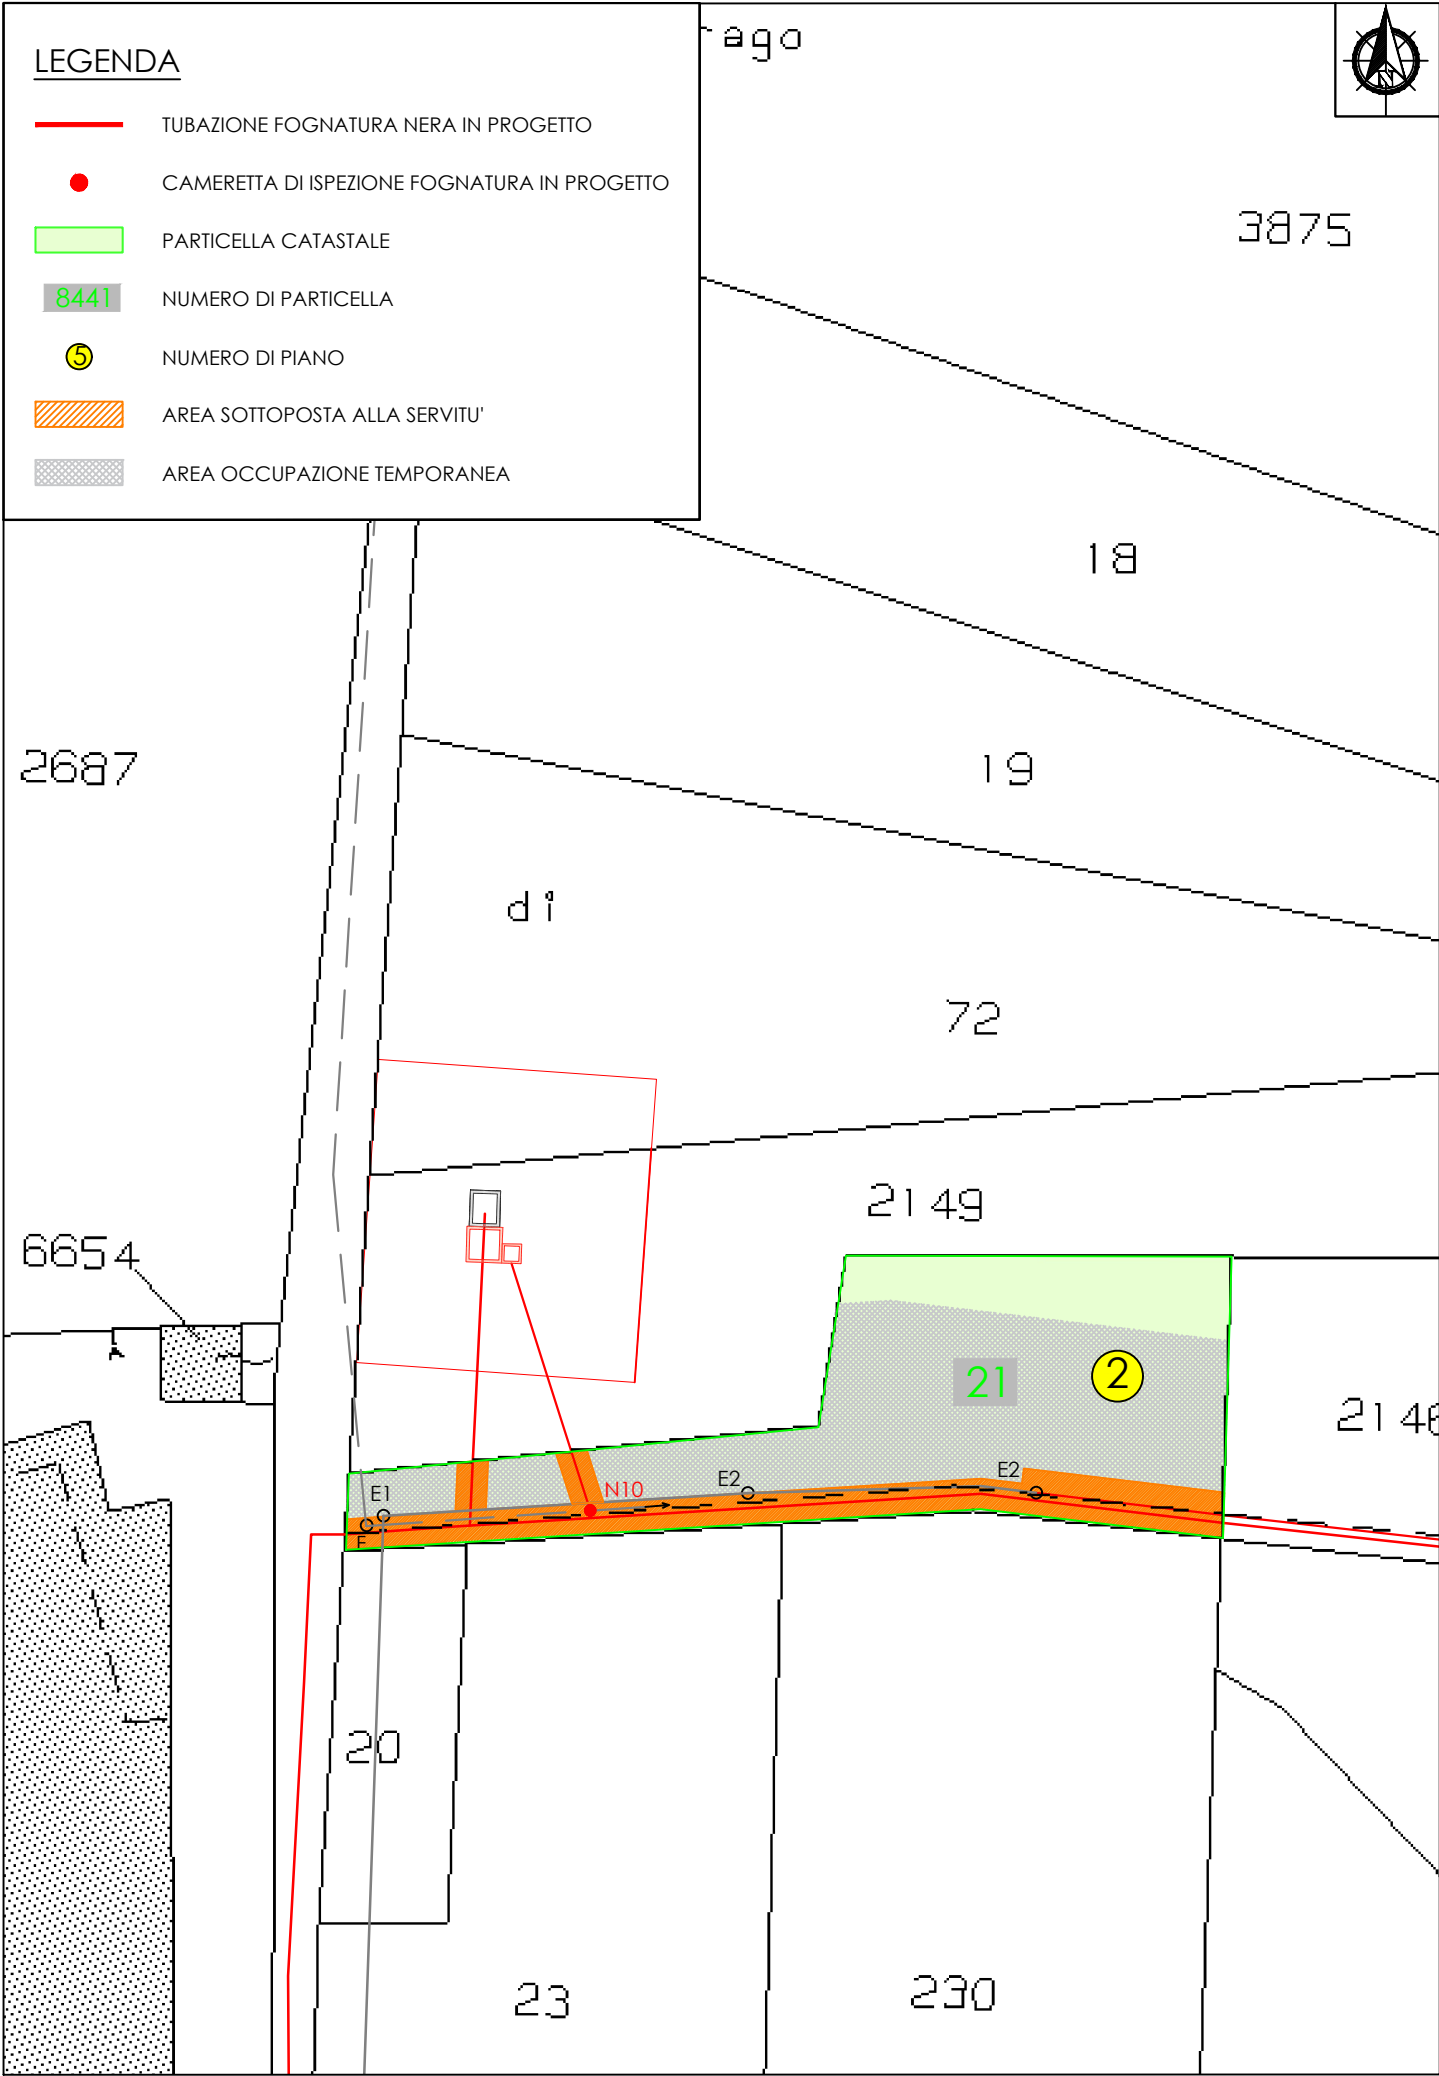 LEGENDA
TUBAZIONE FOGNATURA NERA IN PROGETTO
CAMERETTA DI ISPEZIONE FOGNATURA IN PROGETTO
PARTICELLA CATASTALE
8441 NUMERO DI PARTICELLA
5 NUMERO DI PIANO
AREA SOTTOPOSTA ALLA SERVITU'
AREA OCCUPAZIONE TEMPORANEA
N
3875
18
19
2687
di
72
2149
6654
21
2
E2
E2
N10
E1
20
23
230